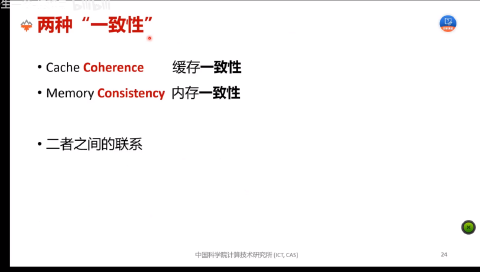 两种“一致性”
• Cache Coherence 缓存一致性
• Memory Consistency 内存一致性
• 二者之间的联系
中国科学院计算技术研究所 (ICT, CAS)
24